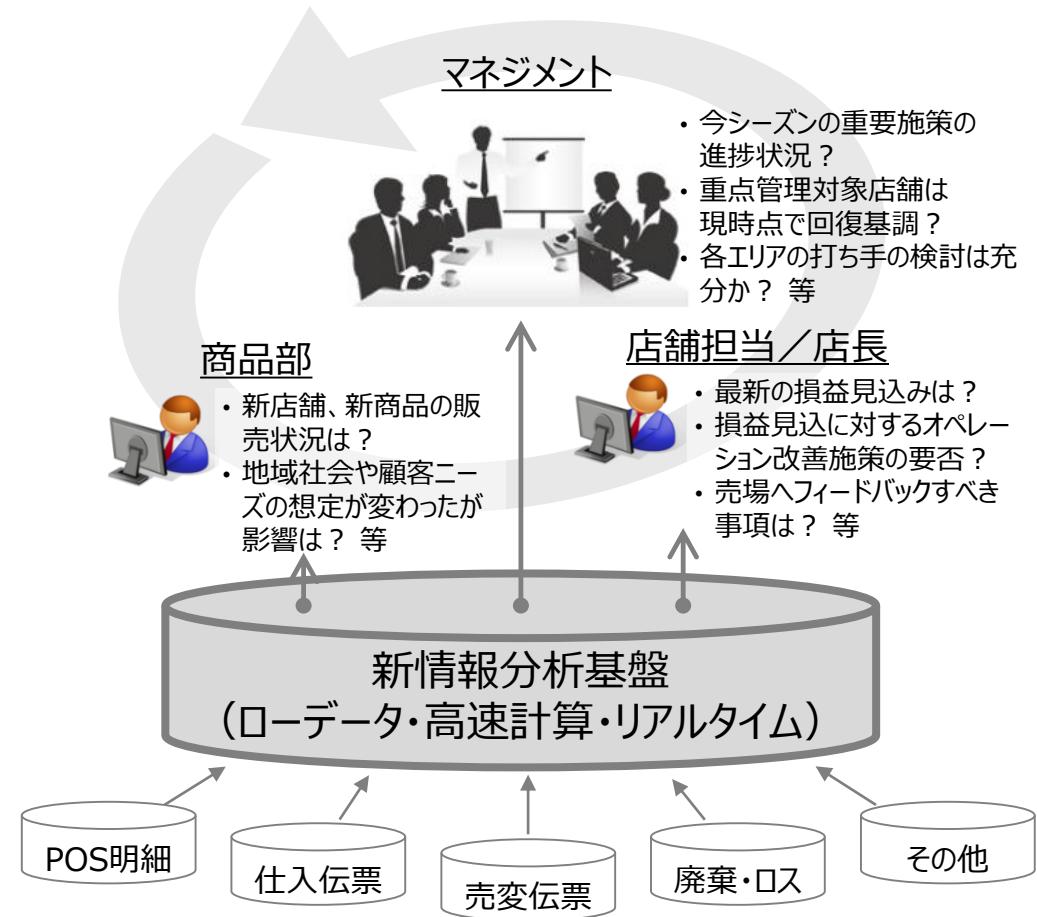 マネジメント
・今シーズンの重要施策の
進捗状況？
・重点管理対象店舗は
現時点で回復基調？
・各エリアの打ち手の検討は充
分か？ 等
商品部
・新店舗、新商品の販
売状況は？
・地域社会や顧客ニー
ズの想定が変わったが
影響は？ 等
店舗担当／店長
・最新の損益見込みは？
・損益見込に対するオペレー
ション改善施策の要否？
・売場へフィードバックすべき
事項は？ 等
新情報分析基盤
（ローデータ・高速計算・リアルタイム）
POS明細
仕入伝票
売変伝票
廃棄・ロス
その他